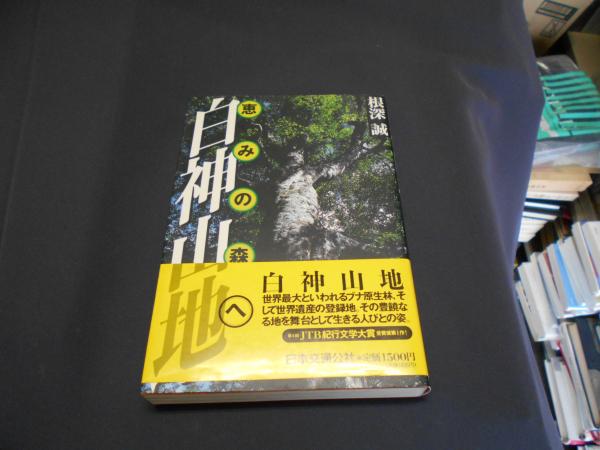 根深 誠
恵みの森
白神山地
へ
白神山地
世界最大といわれるブナ原生林、そ
して世界遺産の登録地。その豊饒な
る地を舞台として生きる人びとの姿。
JTB紀行文学大賞
日本交通公社●定価1500円